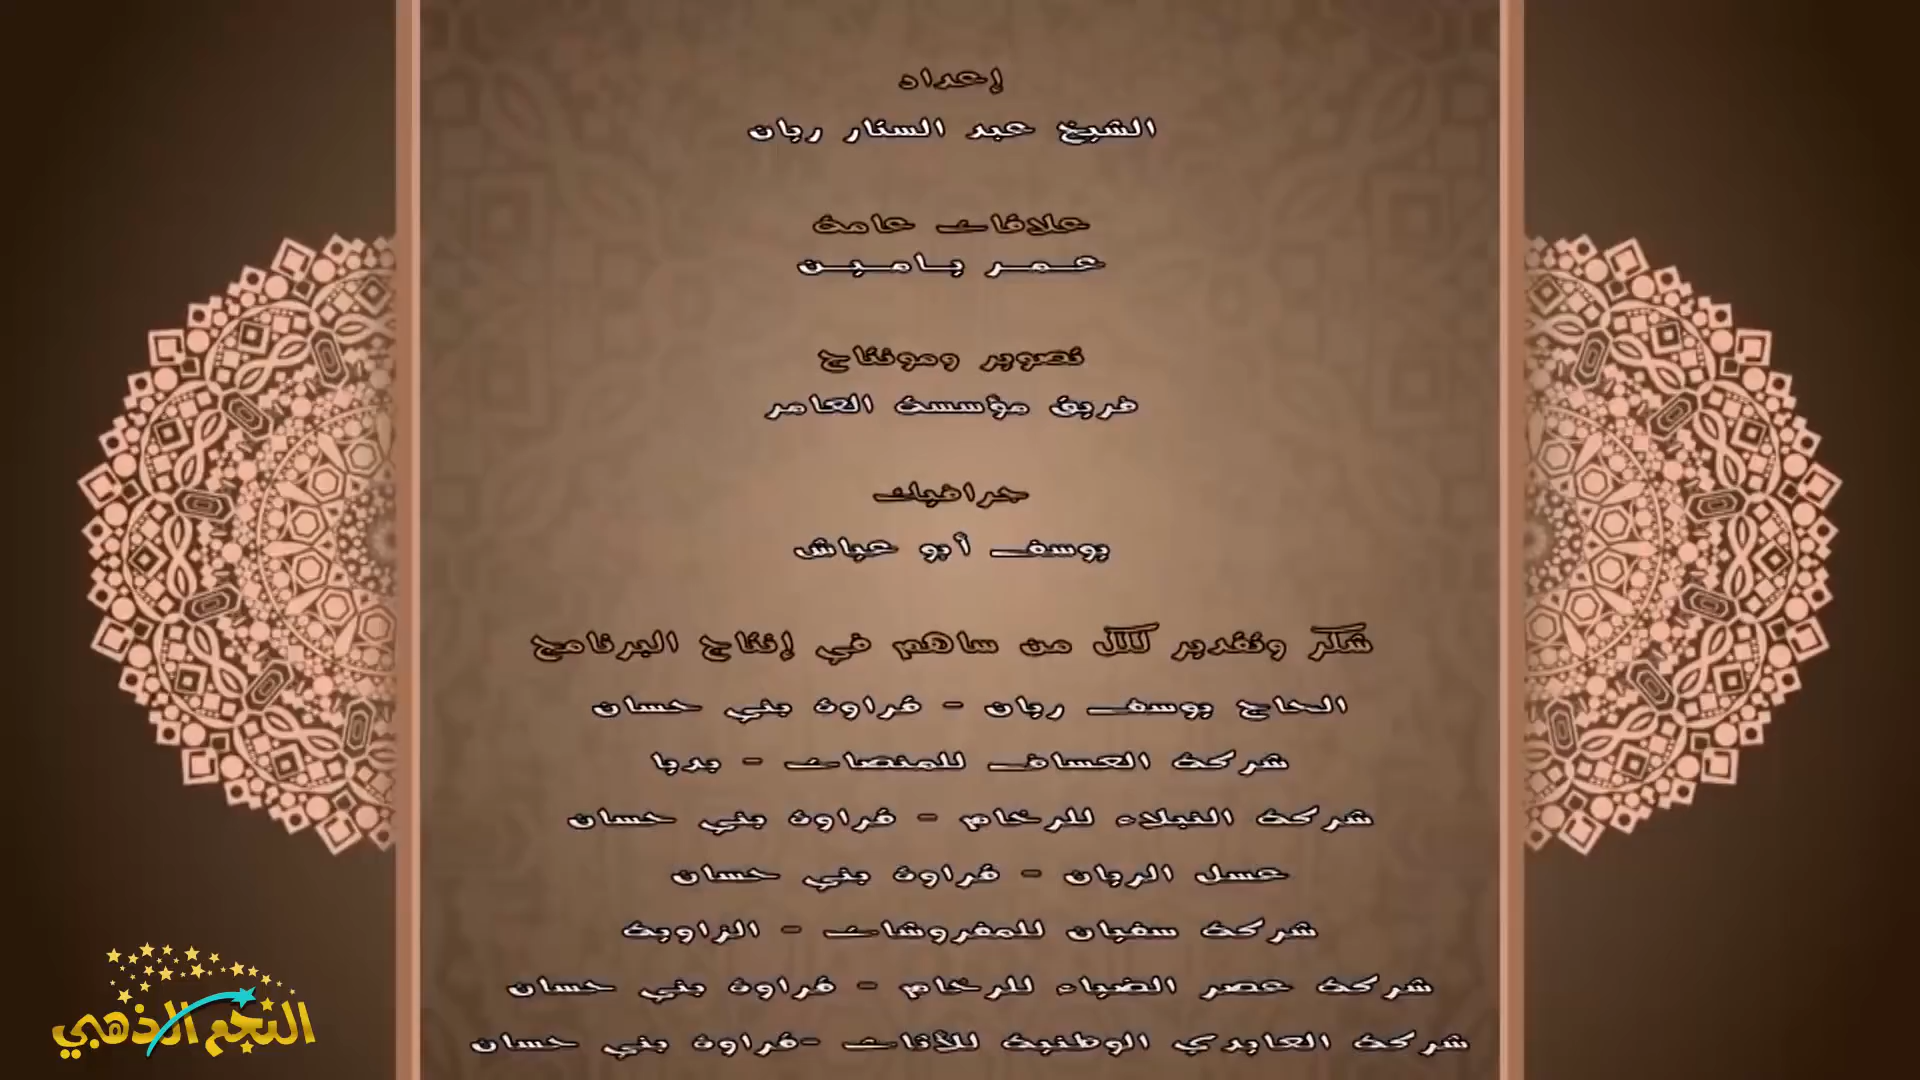 إعداد
الشيخ عبد الستار ريان
علاقات عامة
عمر يامين
تصوير ومونتاج
فريق مؤسسة العامر
جرافيك
يوسف أبو عياش
شكر وتقدير لكل من ساهم في إنتاج البرنامج
الحاج يوسف ريان - قراوة بني حسان
شركة العساف للمنصات - بديا
شركة النبلاء للرخام - قراوة بني حسان
عسل الريان - قراوة بني حسان
شركة سفيان للمفروشات - الزاوية
شركة عصر الضياء للرخام - قراوة بني حسان
شركة العابدي الوطنية للأثاث -قراوة بني حسان
النجم الذهبي